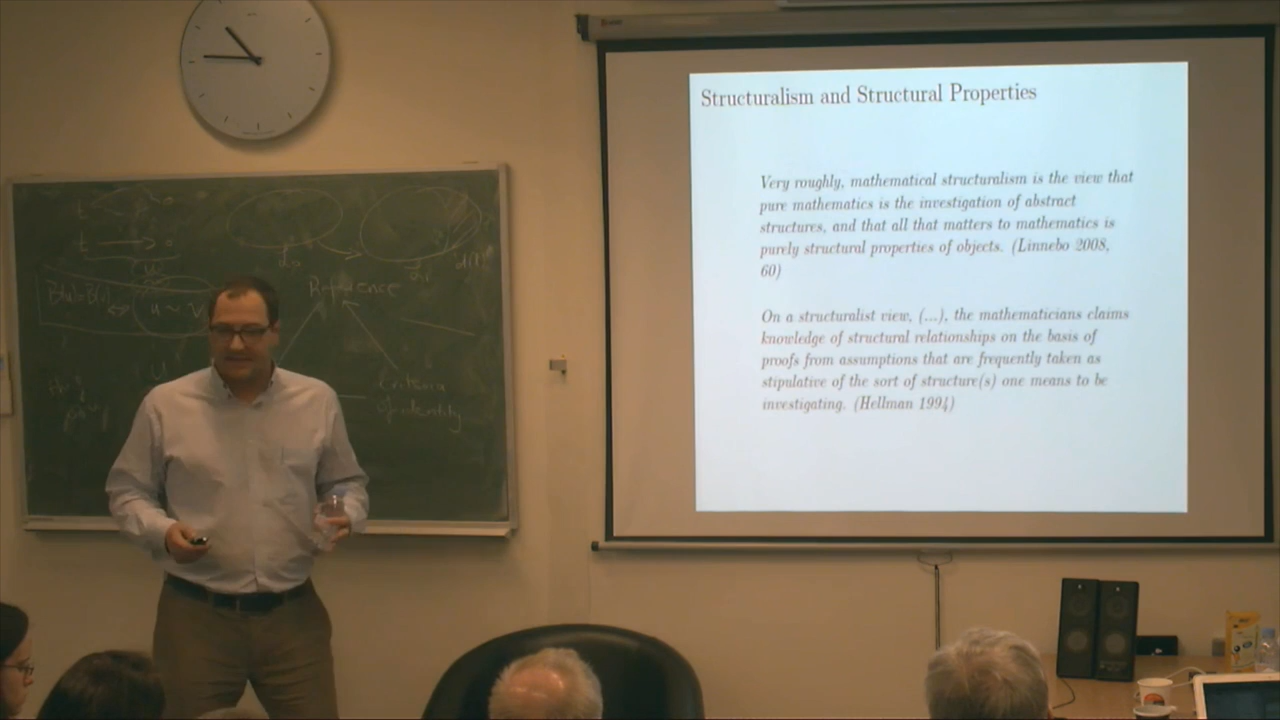 Structuralism and Structural Properties
Very roughly, mathematical structuralism is the view that
pure mathematics is the investigation of abstract
structures, and that all that matters to mathematics is
purely structural properties of objects. (Linnebo 2008,
60)
On a structuralist view, (...), the mathematicians claims
knowledge of structural relationships on the basis of
proofs from assumptions that are frequently taken as
stipulative of the sort of structure(s) one means to be
investigating. (Hellman 1994)
Reference
Criteria
of identity